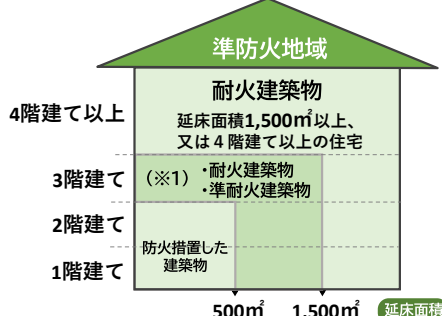 準防火地域
耐火建築物
4階建て以上
延床面積1,500㎡以上、
又は４階建て以上の住宅
3階建て
（※1）
・耐火建築物
・準耐火建築物
2階建て
防火措置した
建築物
1階建て
500㎡
1,500㎡
延床面積